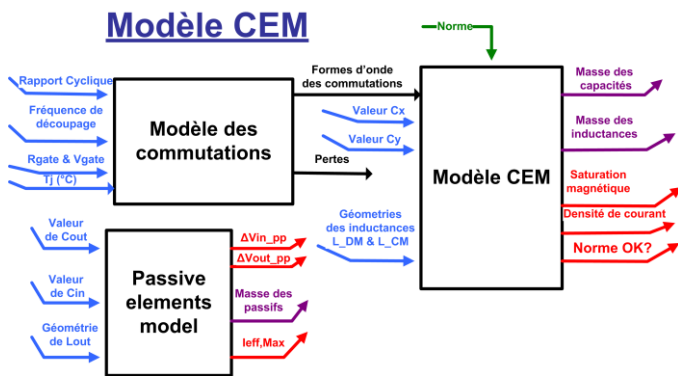 Modèle CEM
Norme
Rapport Cyclique
Fréquence de
découpage
Rgate & Vgate
Tj (°C)
Modèle des
commutations
Formes d'onde
des commutations
Valeur Cx
Valeur Cy
Pertes
Géometries
des inductances
L_DM & L_CM
Modèle CEM
Masse des
capacités
Masse des
inductances
Saturation
magnétique
Densité de courant
Norme OK?
Valeur
de Cout
Valeur
de Cin
Géométrie
de Lout
Passive
elements
model
ΔVin_pp
ΔVout_pp
Masse des
passifs
Ieff,Max